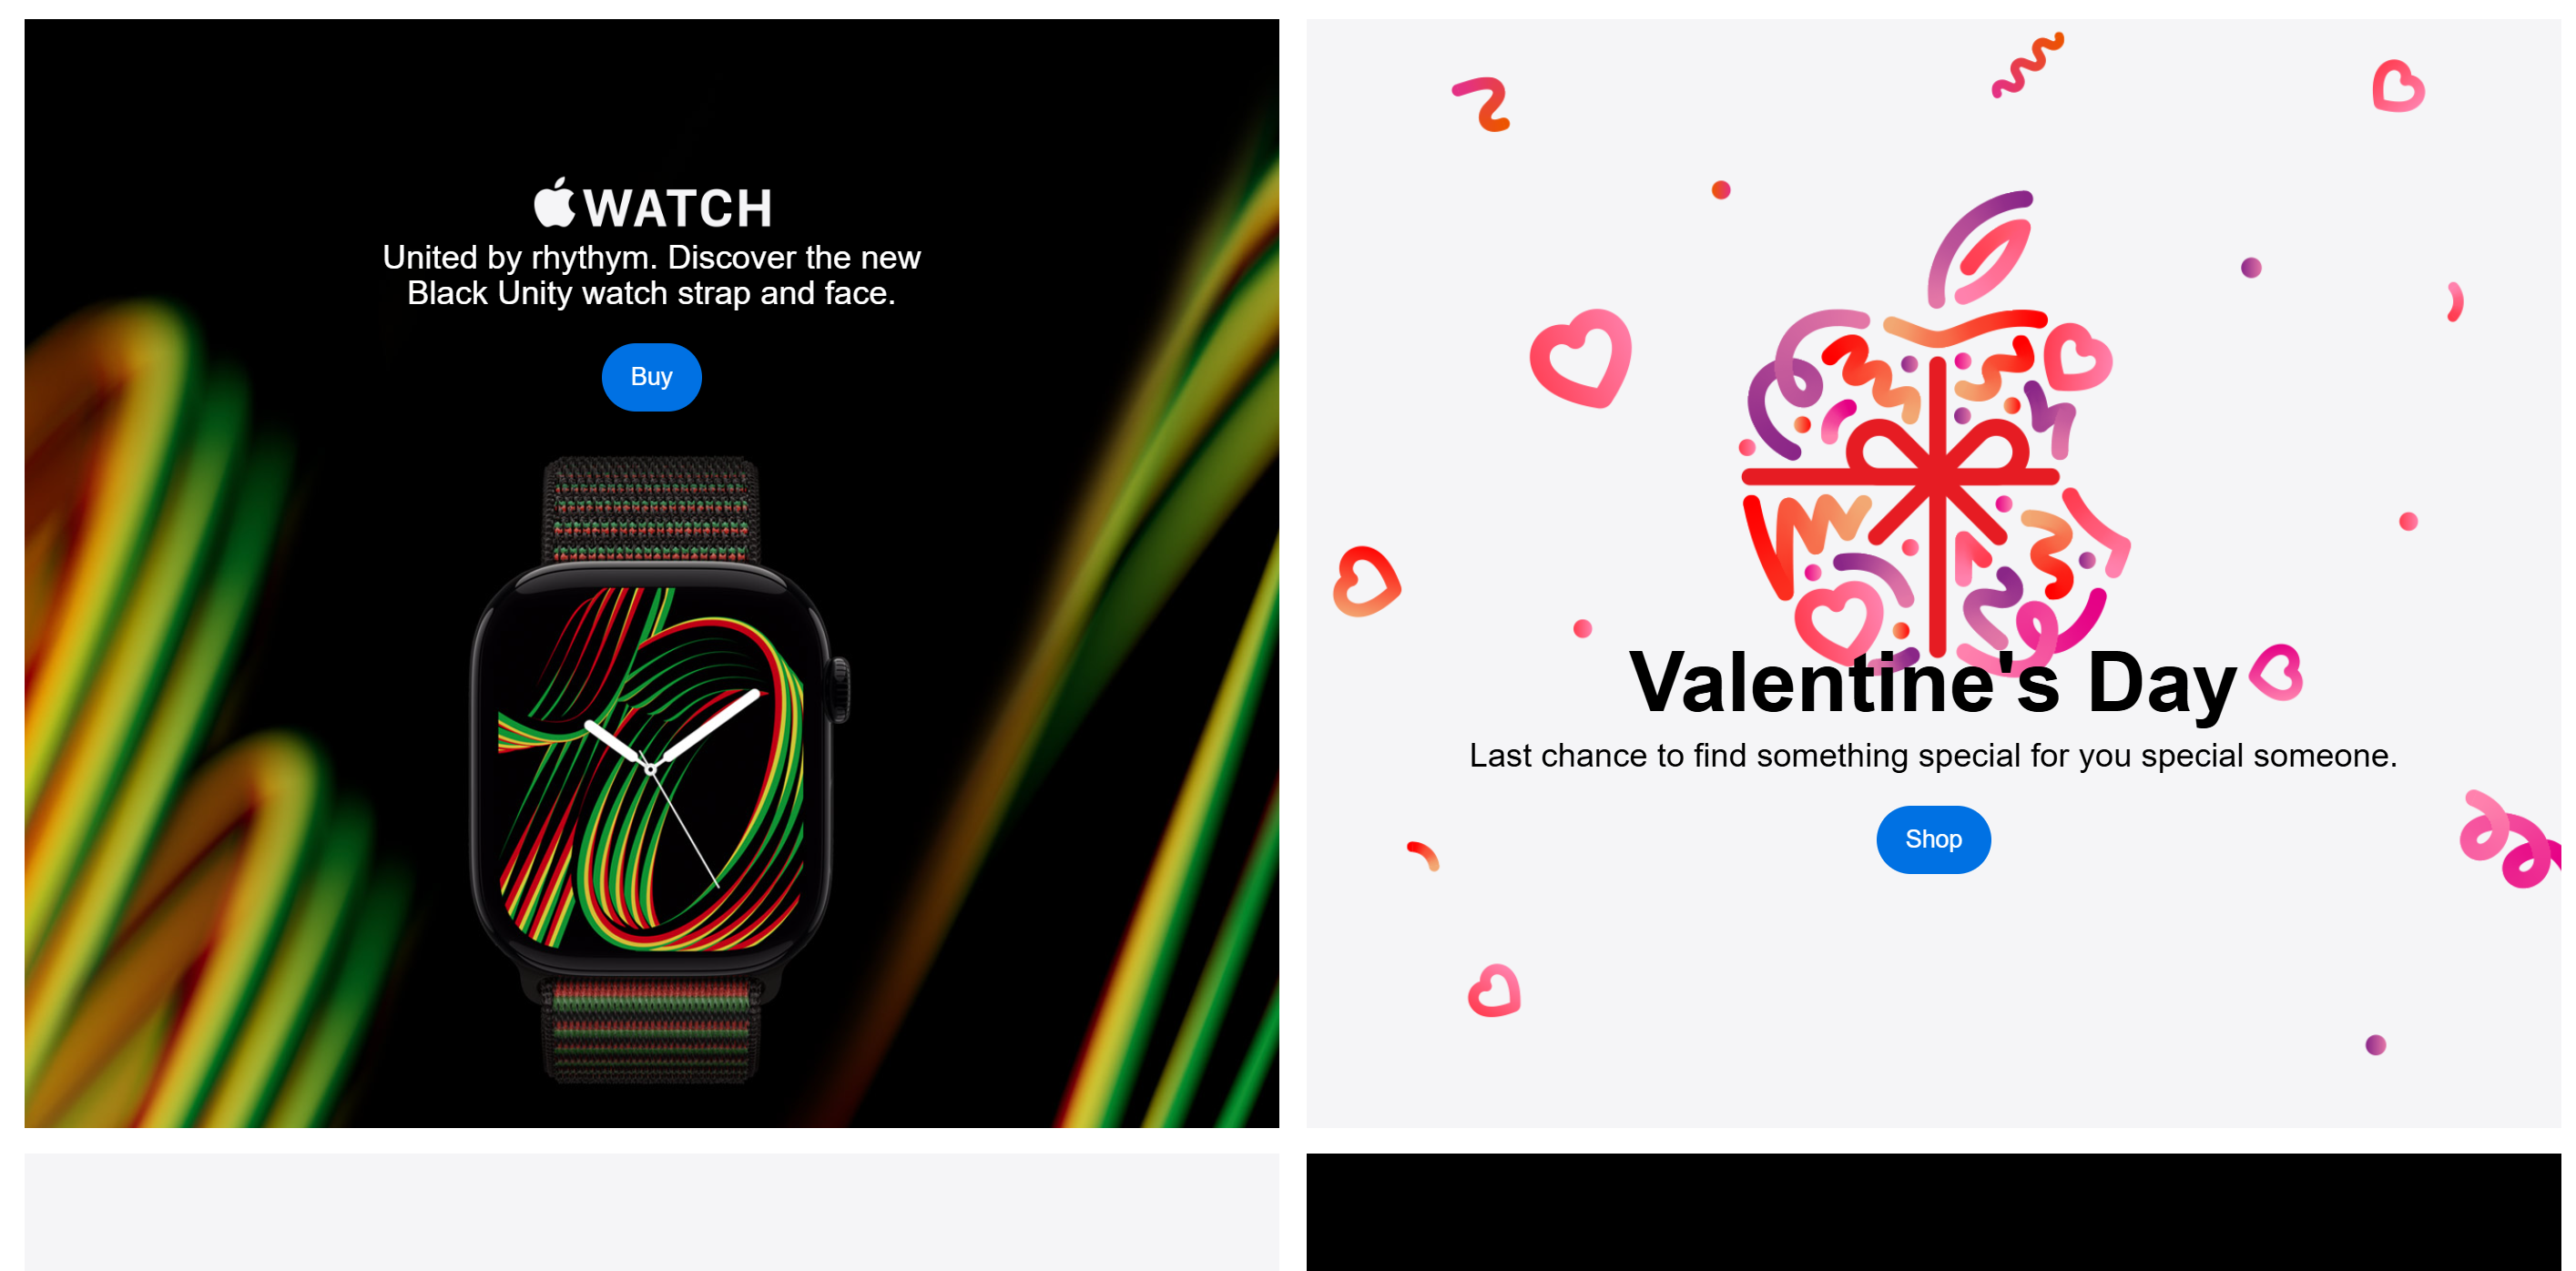 WATCH
United by rhythym. Discover the new
Black Unity watch strap and face.
Buy
Valentine's Day
Last chance to find something special for you special someone.
Shop